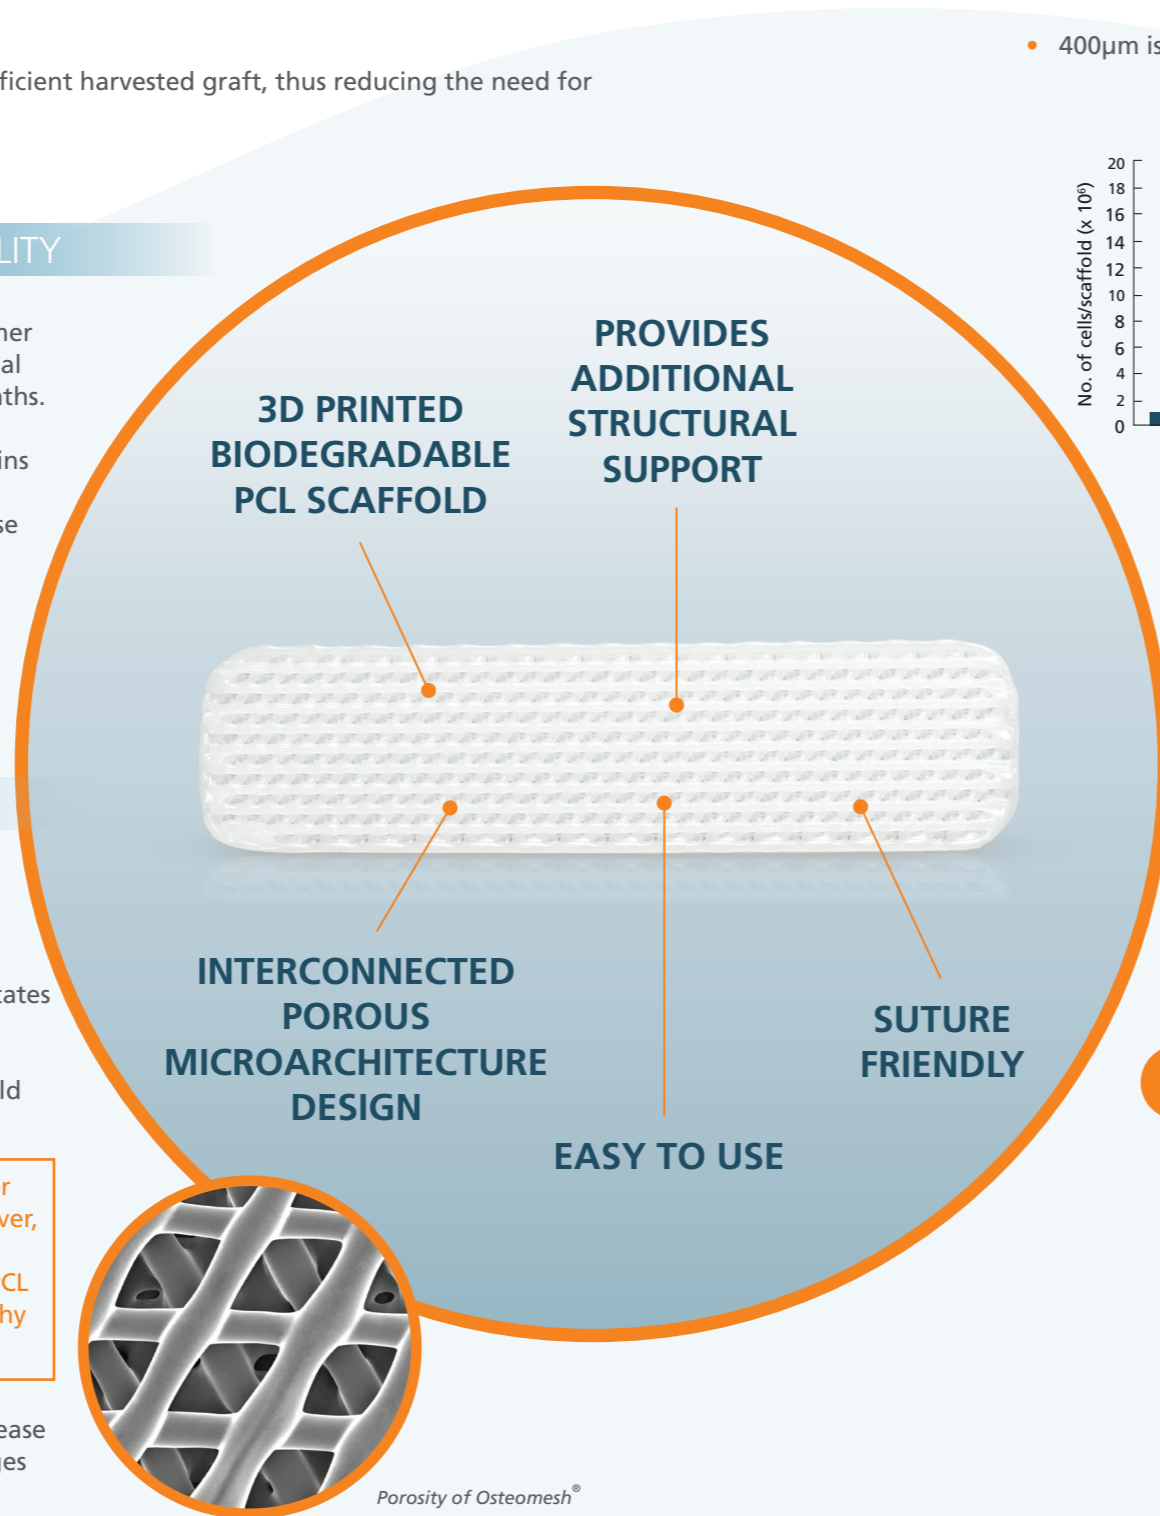 ficient harvested graft, thus reducing the need for
400µm is
LITY
ner
al
ths.
ins
se
No. of cells/scaffold (x 10⁶)
20
18
16
14
12
10
8
6
4
2
0
3D PRINTED
BIODEGRADABLE
PCL SCAFFOLD
PROVIDES
ADDITIONAL
STRUCTURAL
SUPPORT
INTERCONNECTED
POROUS
MICROARCHITECTURE
DESIGN
EASY TO USE
SUTURE
FRIENDLY
tates
ld
r
ver,
CL
hy
ease
es
Porosity of Osteomesh®